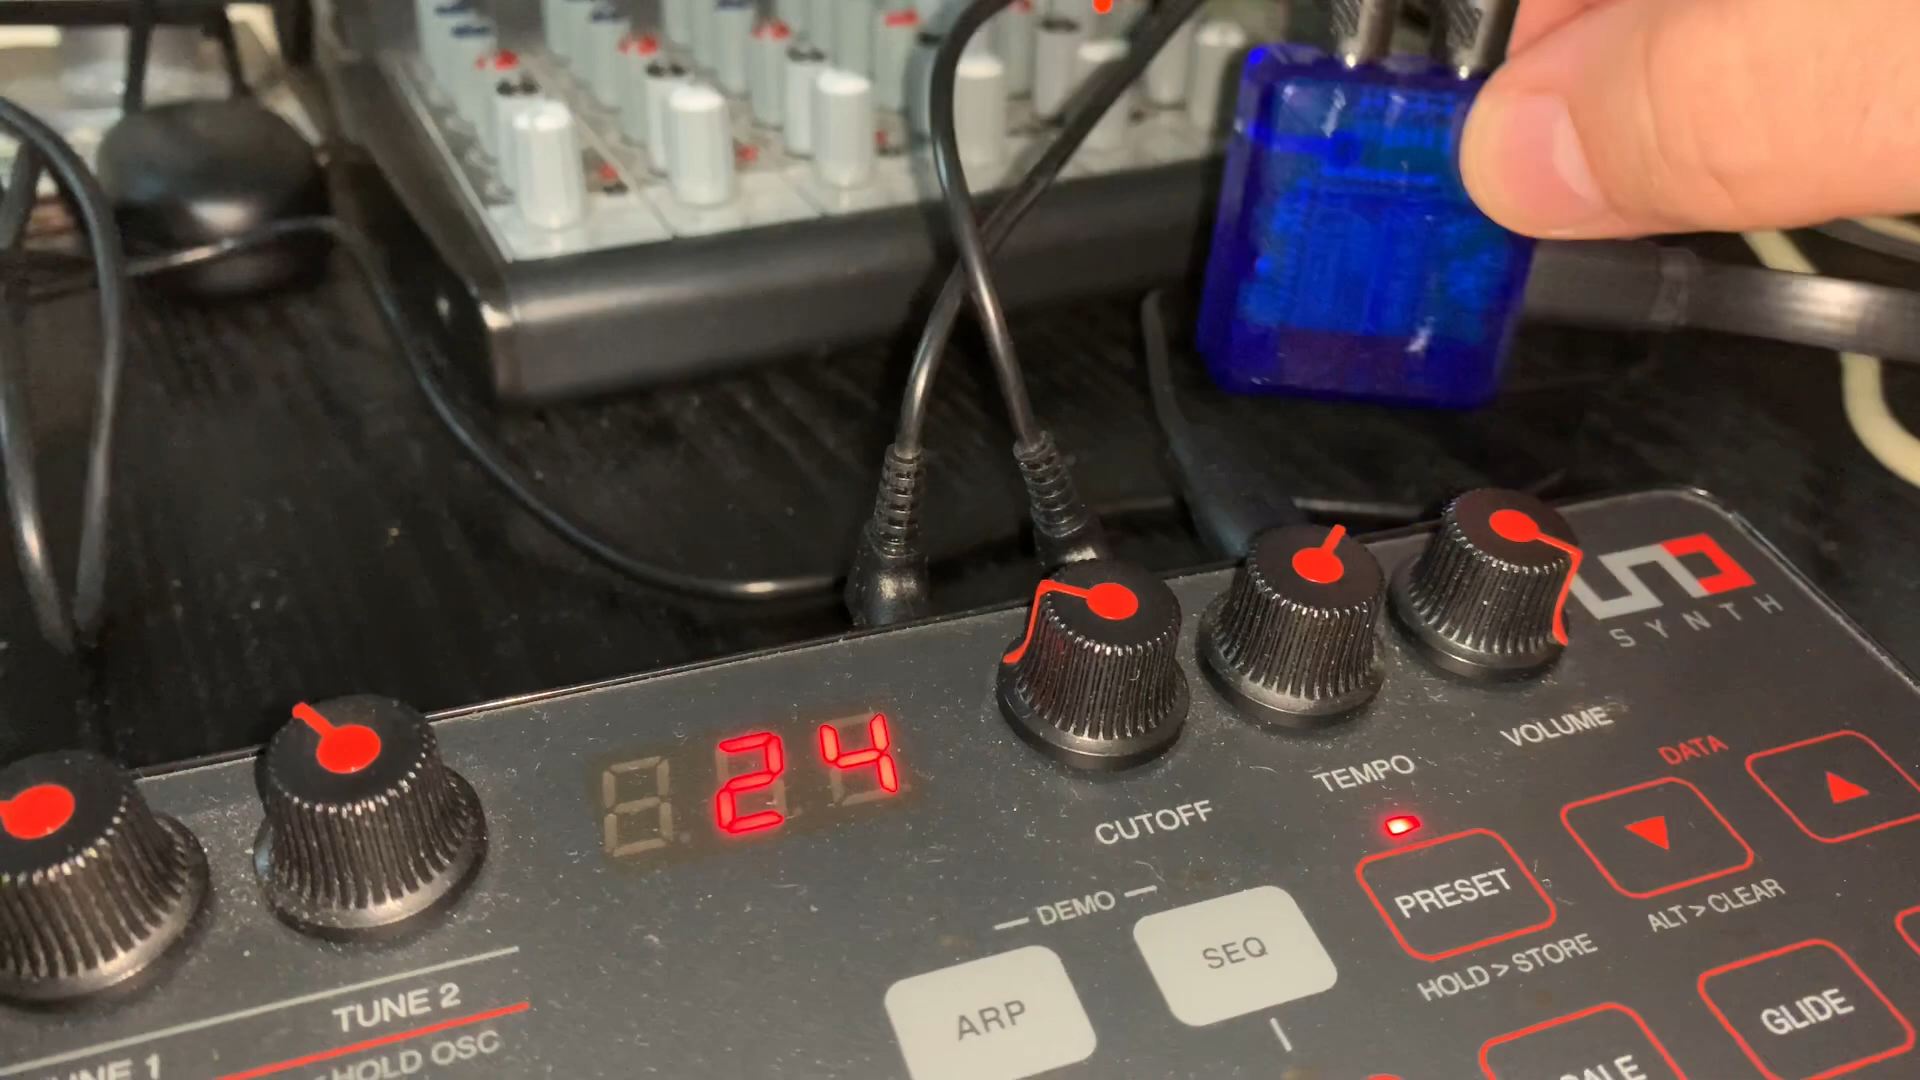 UNO
SYNTH
VOLUME
DATA
24
TEMPO
CUTOFF
PRESET
ALT > CLEAR
DEMO
SEQ
HOLD > STORE
TUNE 2
ARP
GLIDE
HOLD OSC